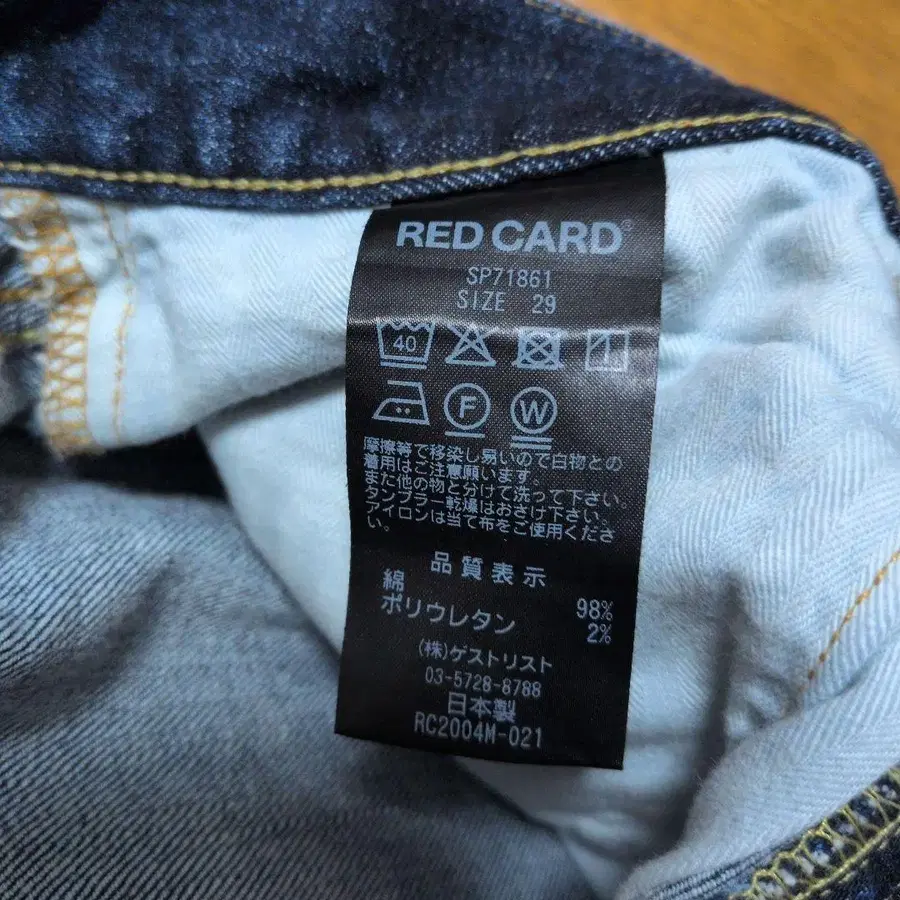 RED CARD®
SP71861
SIZE 29
40
F W
摩擦等で移染し易いので白物との
着用はご注意願います。
また他の物と分けて洗って下さい。
タンブラー乾燥はおさけ下さい。
アイロンは当て布をご使用くださ
い。
品質表示
綿 98%
ポリウレタン 2%
(株)ゲストリスト
03-5728-8788
日本製
RC2004M-021